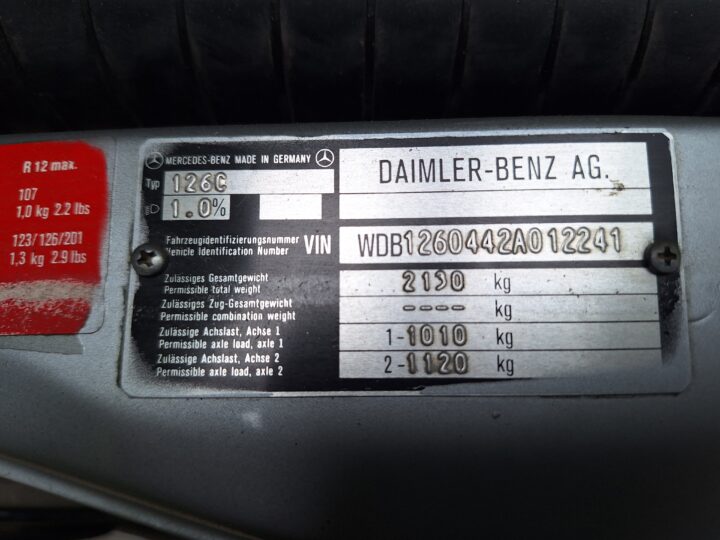 R 12 max.
107
1,0 kg 2.2 lbs
123/126/201
1,3 kg 2.9 lbs
MERCEDES-BENZ MADE IN GERMANY
Typ 126C
1.0%
DAIMLER-BENZ AG.
Fahrzeugidentifizierungsnummer
Vehicle Identification Number VIN WDB1260442A012241
Zulässiges Gesamtgewicht
Permissible total weight 2130 kg
Zulässiges Zug-Gesamtgewicht
Permissible combination weight ---- kg
Zulässige Achslast, Achse 1
Permissible axle load, axle 1 1-1010 kg
Zulässige Achslast, Achse 2
Permissible axle load, axle 2 2-1120 kg